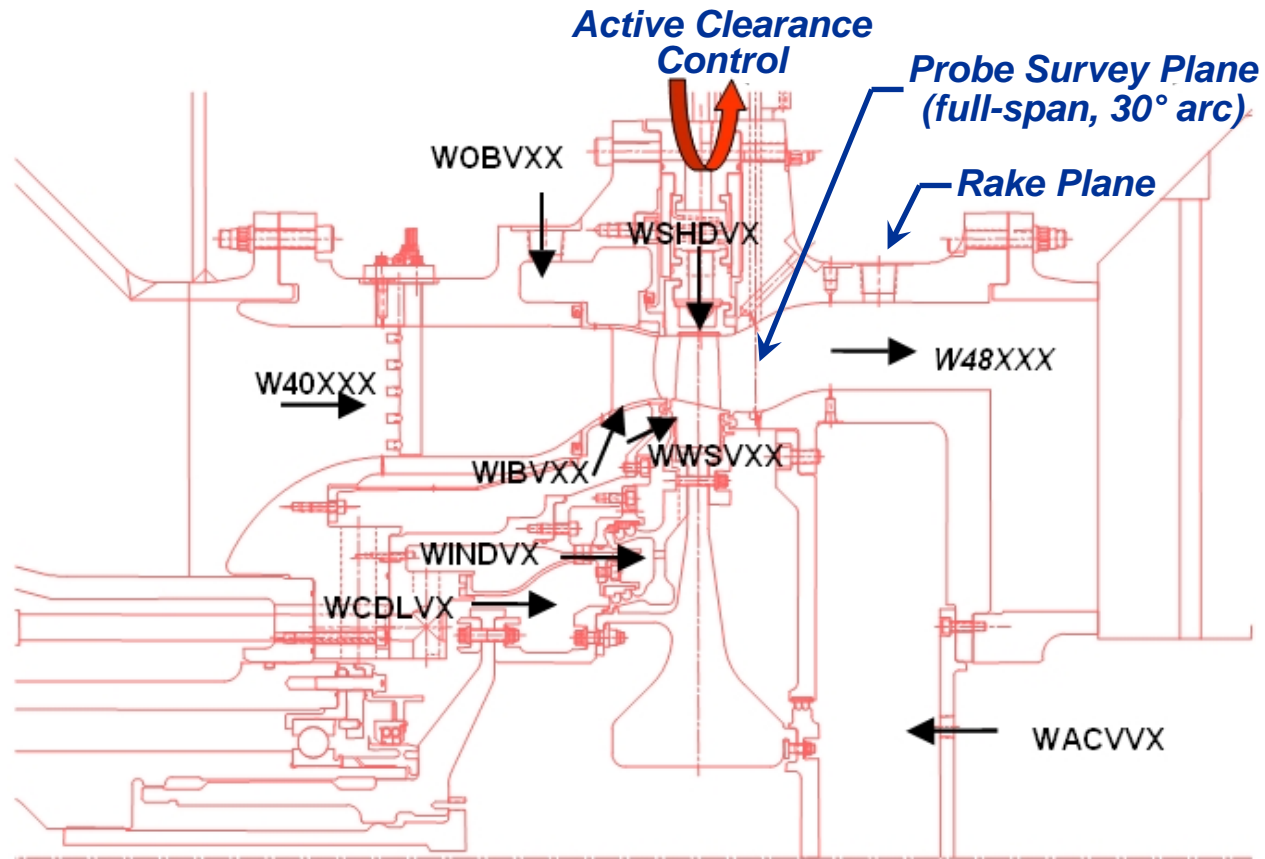 Active Clearance
Control
Probe Survey Plane
(full-span, 30° arc)
WOBVXX
Rake Plane
WSHDVX
W40XXX
W48XXX
WIBVXX
WWSVXX
WINDVX
WCDLVX
WACVVX